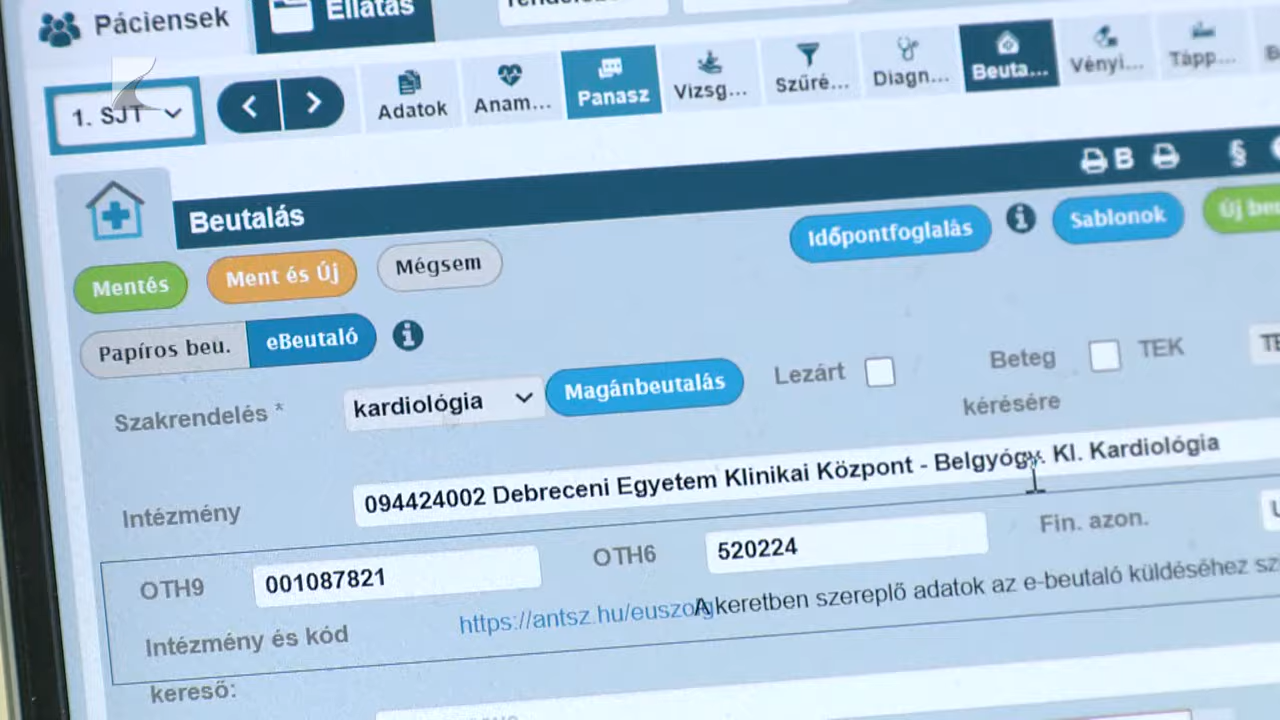 Páciensek
Ellátás
1. SJT
Adatok
Anam...
Panasz
Vizsg...
Szűré...
Diagn...
Beuta...
Vényi...
Tápp...
Beutalás
B
§
Időpontfoglalás
Sablonok
Mentés
Ment és Új
Mégsem
Papíros beu.
eBeutaló
Szakrendelés *
kardiológia
Magánbeutalás
Lezárt
Beteg
kérésére
TEK
Intézmény
094424002 Debreceni Egyetem Klinikai Központ - Belgyógy. Kl. Kardiológia
OTH9
001087821
OTH6
520224
Fin. azon.
Intézmény és kód
kereső:
https://antsz.hu/euszolg
A keretben szereplő adatok az e-beutaló küldéséhez